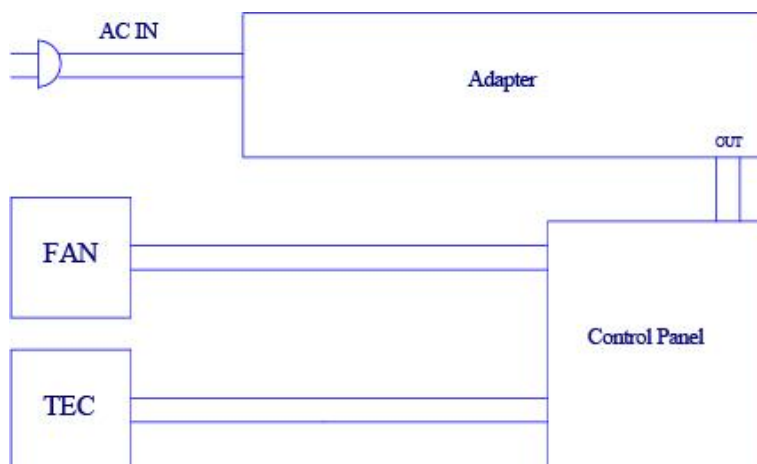 AC IN
Adapter
OUT
FAN
Control Panel
TEC